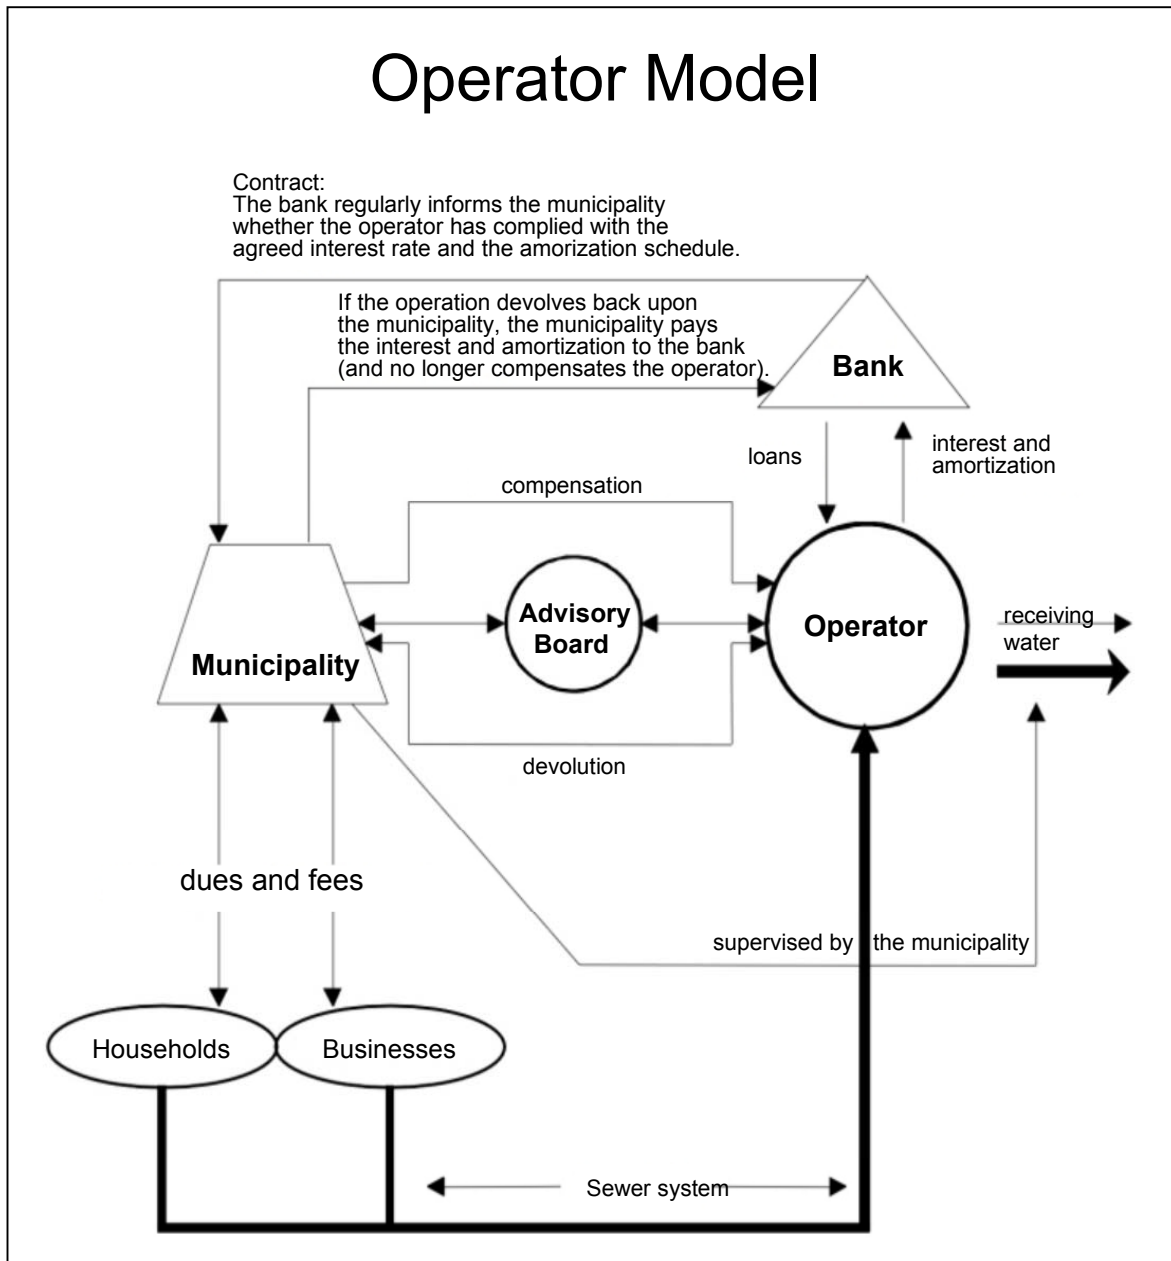 Operator Model
Contract:
The bank regularly informs the municipality
whether the operator has complied with the
agreed interest rate and the amorization schedule.
If the operation devolves back upon
the municipality, the municipality pays
the interest and amortization to the bank
(and no longer compensates the operator).
Bank
loans
interest and
amortization
compensation
Advisory
Board
Operator
receiving
water
Municipality
devolution
dues and fees
supervised by the municipality
Households
Businesses
Sewer system